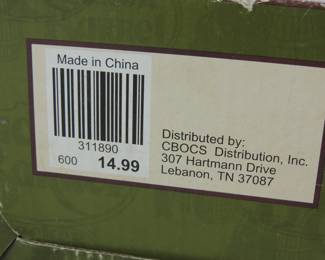 Made in China
311890
600 14.99
Distributed by:
CBOCS Distribution, Inc.
307 Hartmann Drive
Lebanon, TN 37087